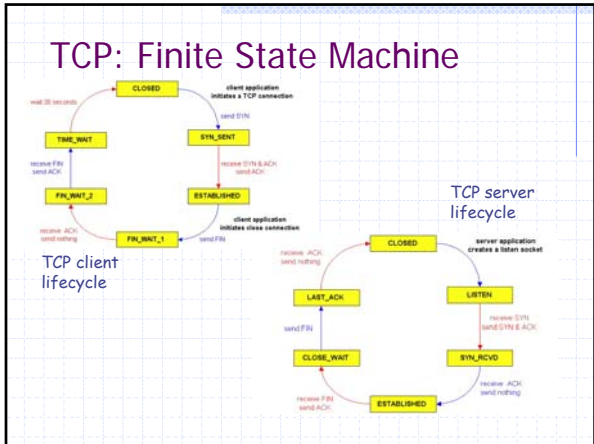 TCP: Finite State Machine
CLOSED
client application
initiates a TCP connection
wait 30 seconds
send SYN
TIME_WAIT
SYN_SENT
receive FIN
send ACK
receive SYN & ACK
send ACK
FIN_WAIT_2
ESTABLISHED
receive ACK
send nothing
client application
initiates close connection
FIN_WAIT_1
send FIN
TCP client
lifecycle
TCP server
lifecycle
CLOSED
server application
creates a listen socket
receive ACK
send nothing
LAST_ACK
LISTEN
send FIN
receive SYN
send SYN & ACK
CLOSE_WAIT
SYN_RCVD
receive FIN
send ACK
receive ACK
send nothing
ESTABLISHED